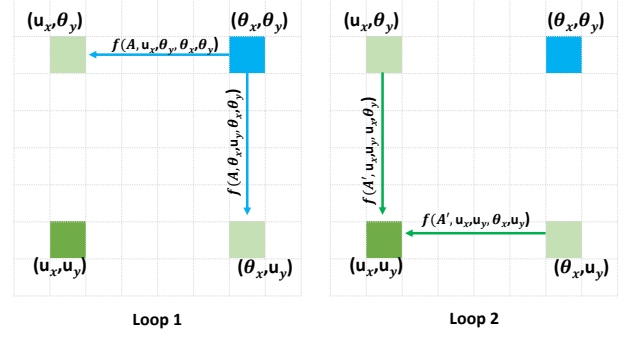 (u_x,θ_y) (θ_x,θ_y)
f(A,u_x,θ_y,θ_x,θ_y)
f(A,θ_x,u_y,θ_x,θ_y)
(u_x,u_y) (θ_x,u_y)
Loop 1
(u_x,θ_y) (θ_x,θ_y)
f(A′,u_x,u_y,u_x,θ_y)
f(A′,u_x,u_y,θ_x,u_y)
(u_x,u_y) (θ_x,u_y)
Loop 2